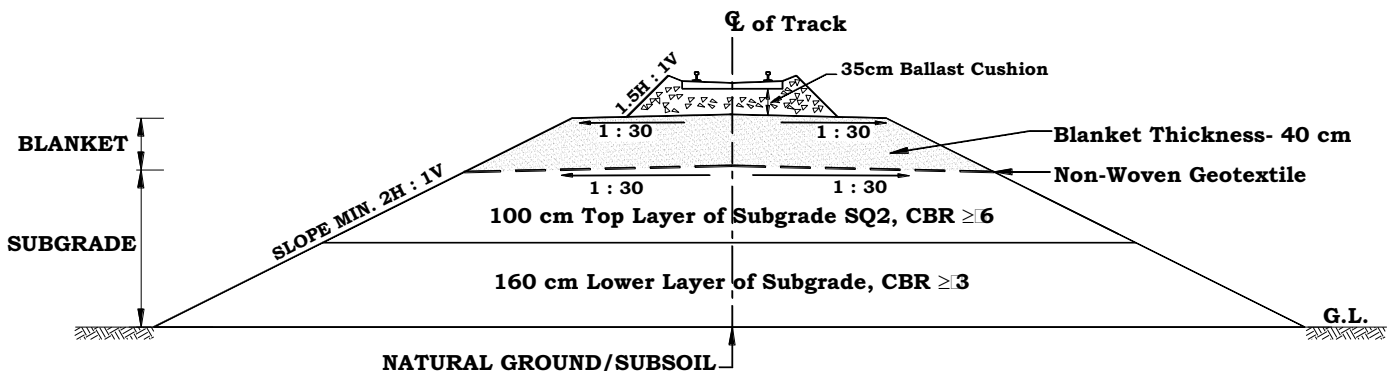 ℄ of Track
35cm Ballast Cushion
1.5H : 1V
1 : 30
1 : 30
BLANKET
Blanket Thickness- 40 cm
Non-Woven Geotextile
1 : 30
1 : 30
SLOPE MIN. 2H : 1V
100 cm Top Layer of Subgrade SQ2, CBR ≥ 6
SUBGRADE
160 cm Lower Layer of Subgrade, CBR ≥ 3
G.L.
NATURAL GROUND/SUBSOIL